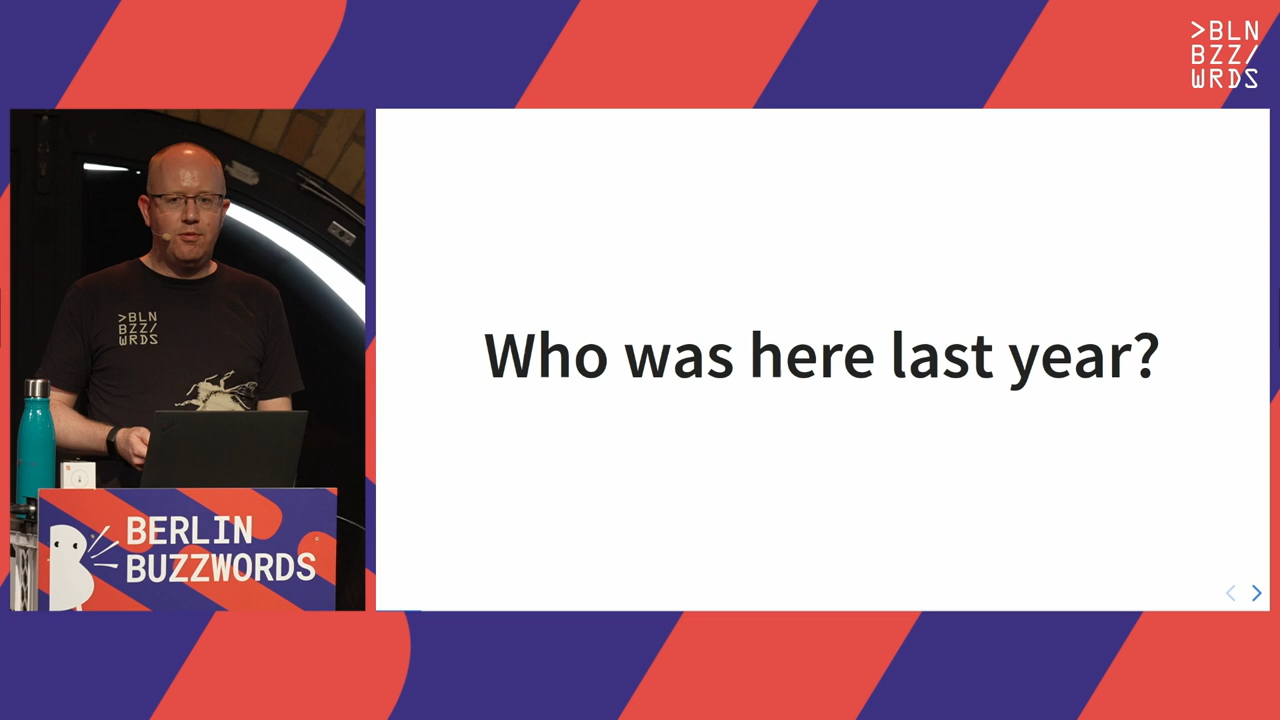 >BLN
BZZ/
WRDS
Who was here last year?
>BLN
BZZ/
WRDS
BERLIN
BUZZWORDS